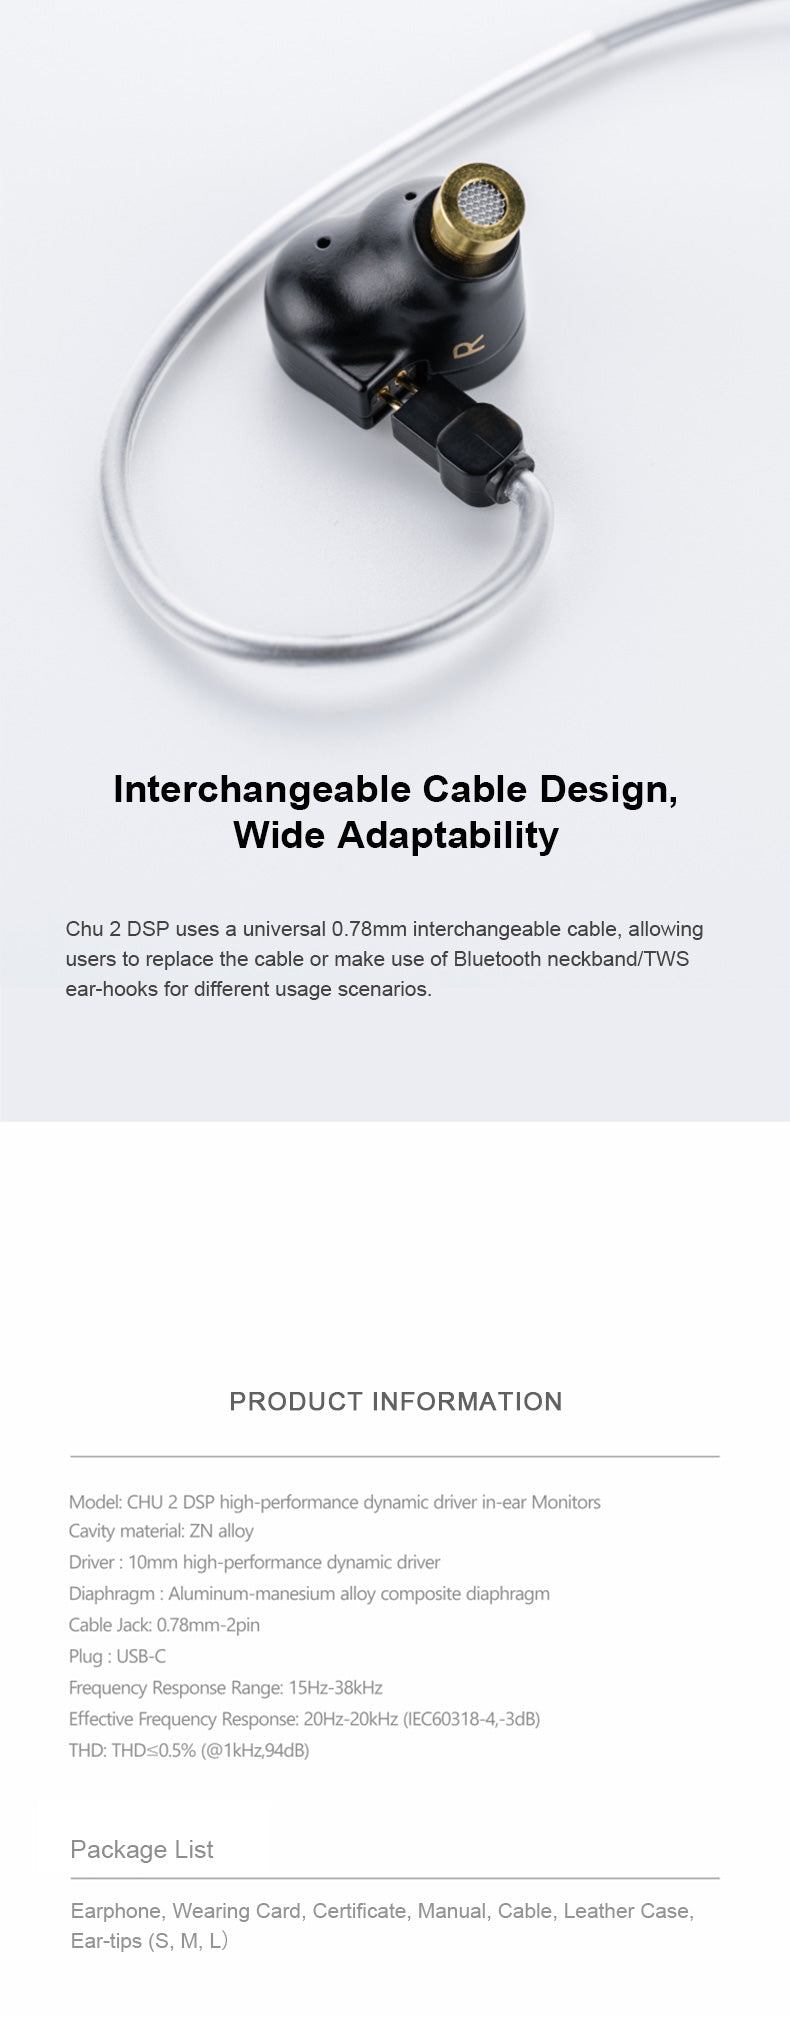 R
Interchangeable Cable Design,
Wide Adaptability
Chu 2 DSP uses a universal 0.78mm interchangeable cable, allowing
users to replace the cable or make use of Bluetooth neckband/TWS
ear-hooks for different usage scenarios.
PRODUCT INFORMATION
Model: CHU 2 DSP high-performance dynamic driver in-ear Monitors
Cavity material: ZN alloy
Driver : 10mm high-performance dynamic driver
Diaphragm : Aluminum-manesium alloy composite diaphragm
Cable Jack: 0.78mm-2pin
Plug : USB-C
Frequency Response Range: 15Hz-38kHz
Effective Frequency Response: 20Hz-20kHz (IEC60318-4,-3dB)
THD: THD≤0.5% (@1kHz,94dB)
Package List
Earphone, Wearing Card, Certificate, Manual, Cable, Leather Case,
Ear-tips (S, M, L）